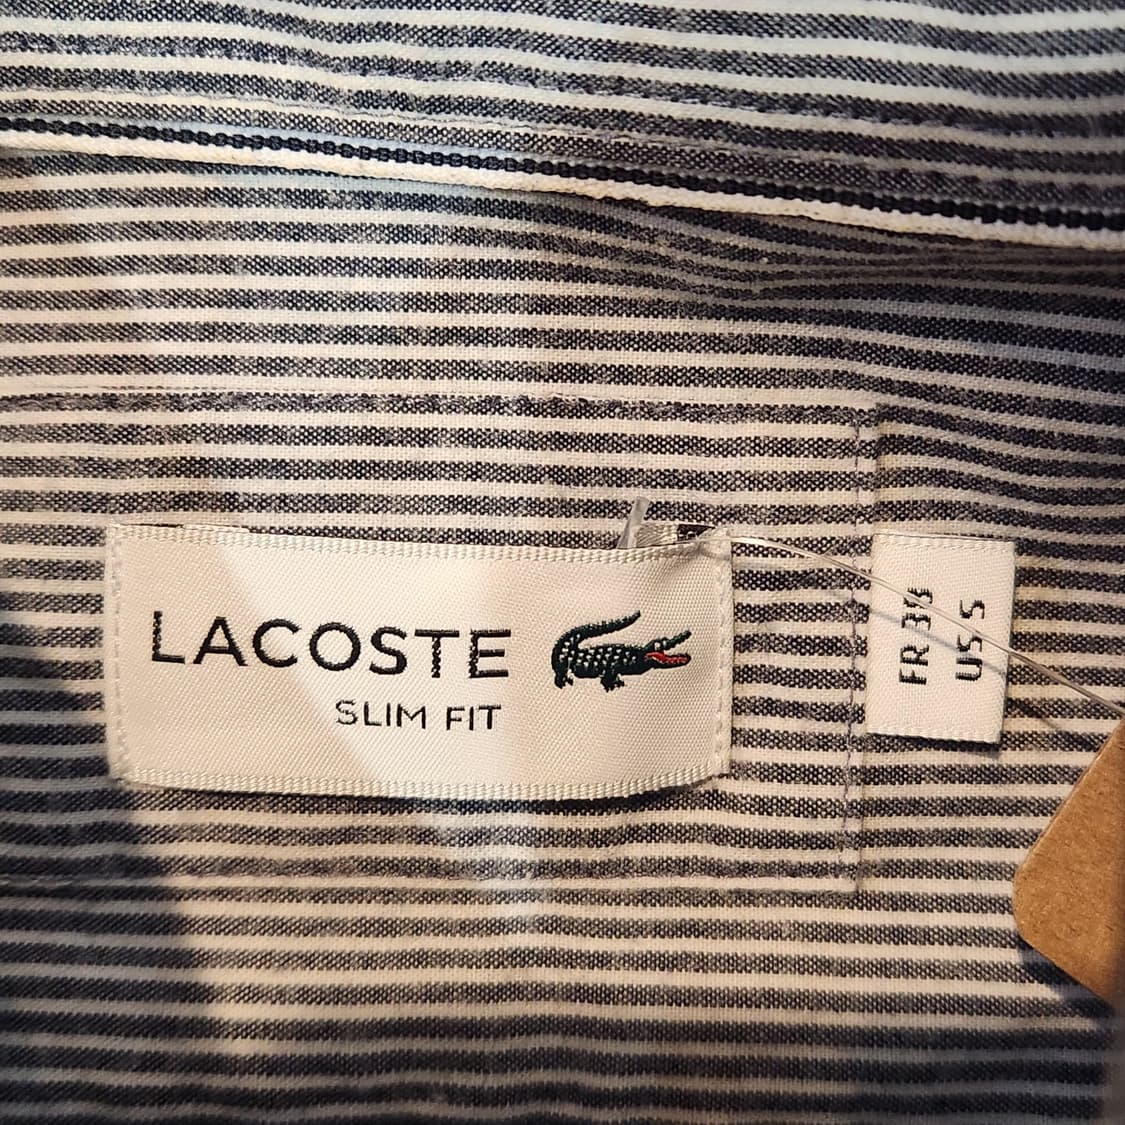 LACOSTE
SLIM FIT
FR 38
US S